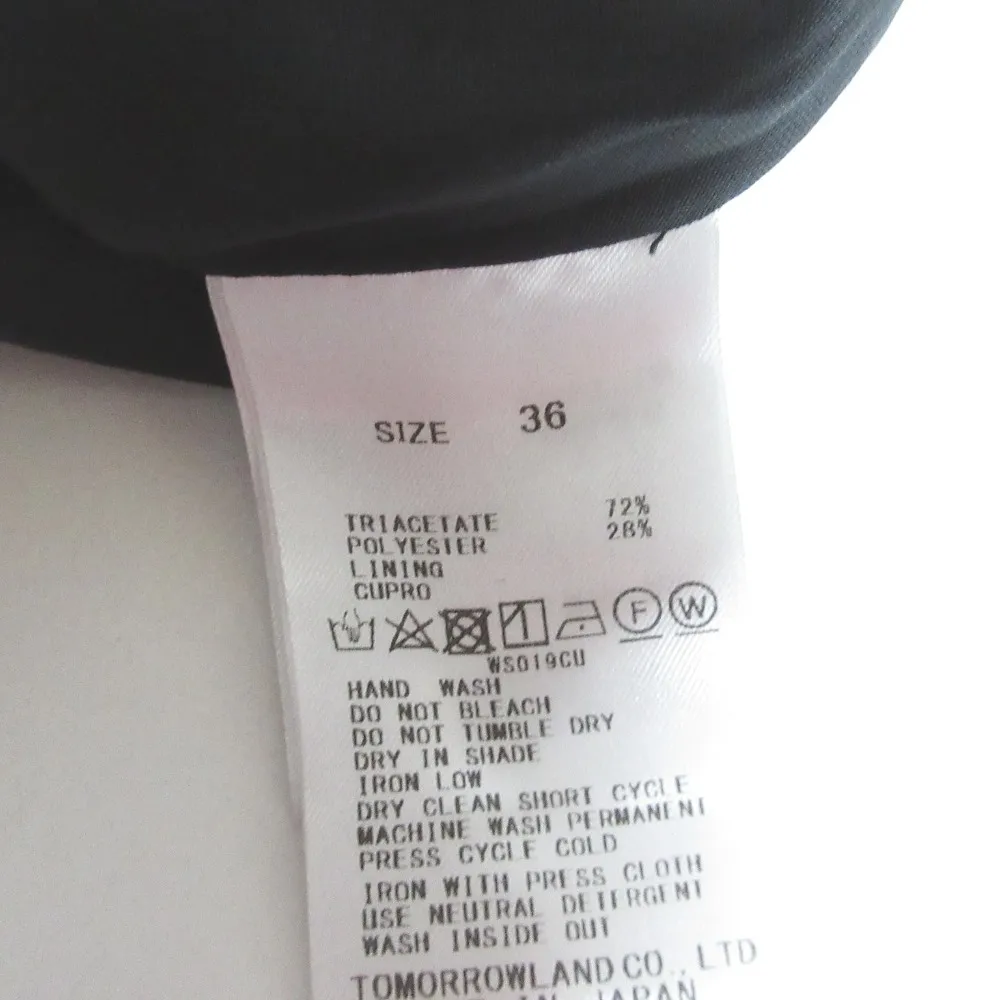 SIZE 36
TRIACETATE 72%
POLYESTER 28%
LINING
CUPRO
F W
WS019CU
HAND WASH
DO NOT BLEACH
DO NOT TUMBLE DRY
DRY IN SHADE
IRON LOW
DRY CLEAN SHORT CYCLE
MACHINE WASH PERMANENT
PRESS CYCLE COLD
IRON WITH PRESS CLOTH
USE NEUTRAL DETERGENT
WASH INSIDE OUT
TOMORROWLAND CO., LTD
IN JAPAN